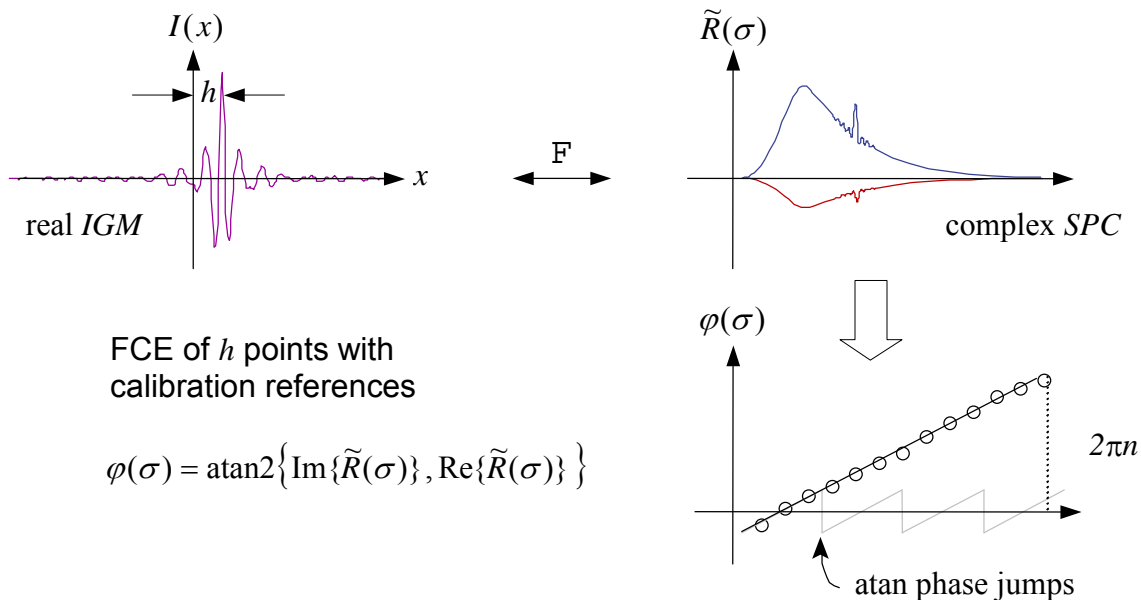 I(x)
h
x
real IGM
F
R̃(σ)
complex SPC
FCE of h points with
calibration references
φ(σ) = atan2{Im{R̃(σ)}, Re{R̃(σ)}}
φ(σ)
2πn
atan phase jumps